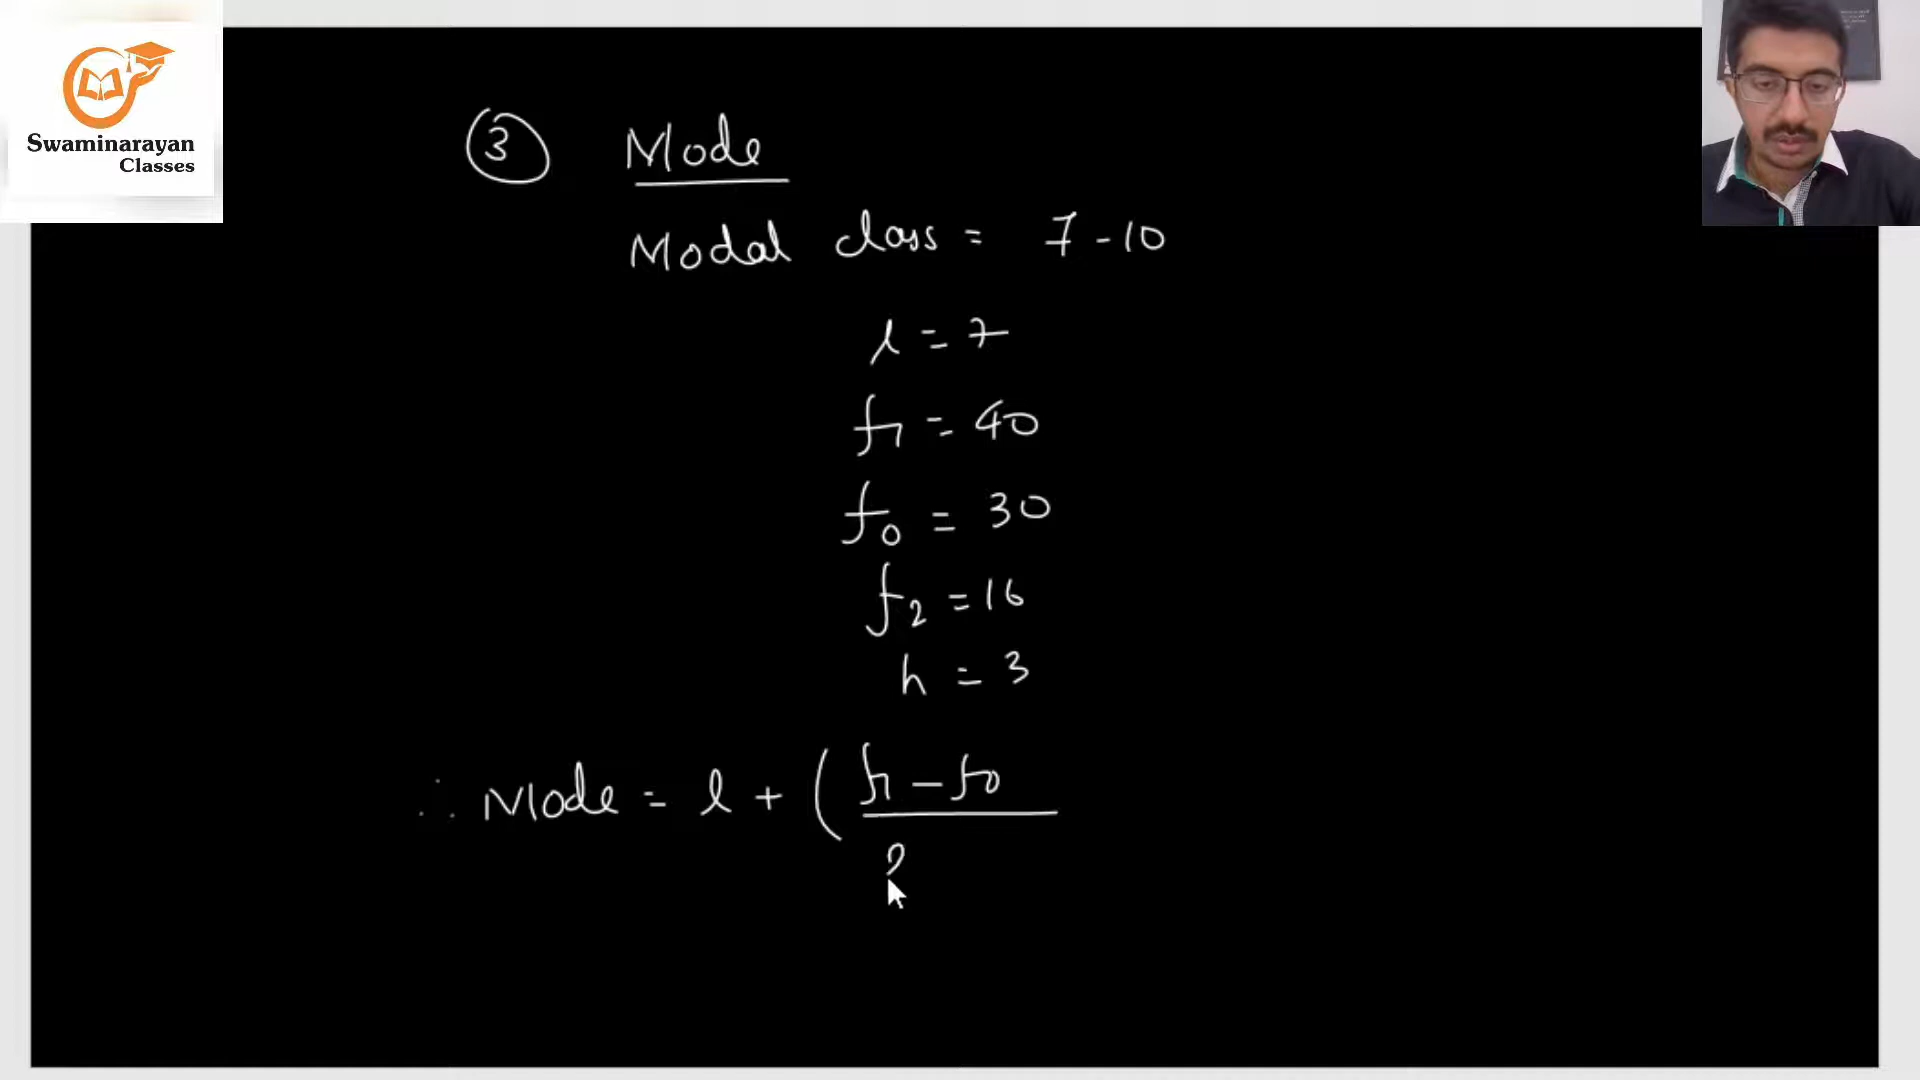 Swaminarayan
Classes
3 Mode
Modal class = 7-10
l = 7
f1 = 40
f0 = 30
f2 = 16
h = 3
∴ Mode = l + ( f1 - f0
2